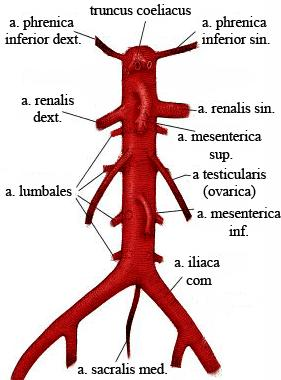 truncus coeliacus
a. phrenica
inferior dext.
a. phrenica
inferior sin.
a. renalis
dext.
a. renalis sin.
a. mesenterica
sup.
a. lumbales
a testicularis
(ovarica)
a. mesenterica
inf.
a. iliaca
com
a. sacralis med.